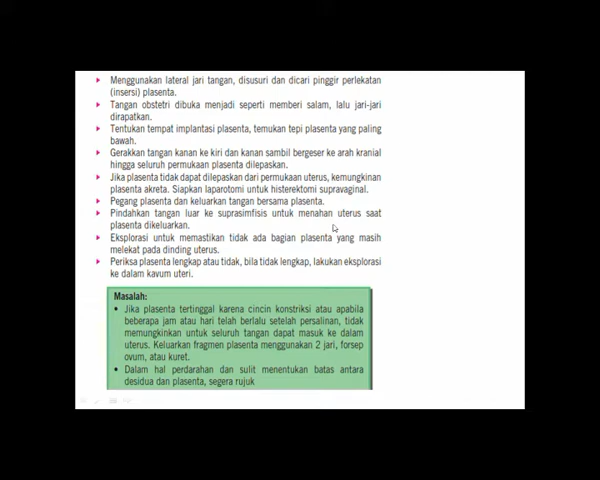 Menggunakan lateral jari tangan, disusuri dan dicari pinggir perlekatan
(insersi) plasenta.
Tangan obstetri dibuka menjadi seperti memberi salam, lalu jari-jari
dirapatkan.
Tentukan tempat implantasi plasenta, temukan tepi plasenta yang paling
bawah.
Gerakkan tangan kanan ke kiri dan kanan sambil bergeser ke arah kranial
hingga seluruh permukaan plasenta dilepaskan.
Jika plasenta tidak dapat dilepaskan dari permukaan uterus, kemungkinan
plasenta akreta. Siapkan laparotomi untuk histerektomi supravaginal.
Pegang plasenta dan keluarkan tangan bersama plasenta.
Pindahkan tangan luar ke suprasimfisis untuk menahan uterus saat
plasenta dikeluarkan.
Eksplorasi untuk memastikan tidak ada bagian plasenta yang masih
melekat pada dinding uterus.
Periksa plasenta lengkap atau tidak, bila tidak lengkap, lakukan eksplorasi
ke dalam kavum uteri.
Masalah:
• Jika plasenta tertinggal karena cincin konstriksi atau apabila
beberapa jam atau hari telah berlalu setelah persalinan, tidak
memungkinkan untuk seluruh tangan dapat masuk ke dalam
uterus. Keluarkan fragmen plasenta menggunakan 2 jari, forsep
ovum, atau kuret.
• Dalam hal perdarahan dan sulit menentukan batas antara
desidua dan plasenta, segera rujuk